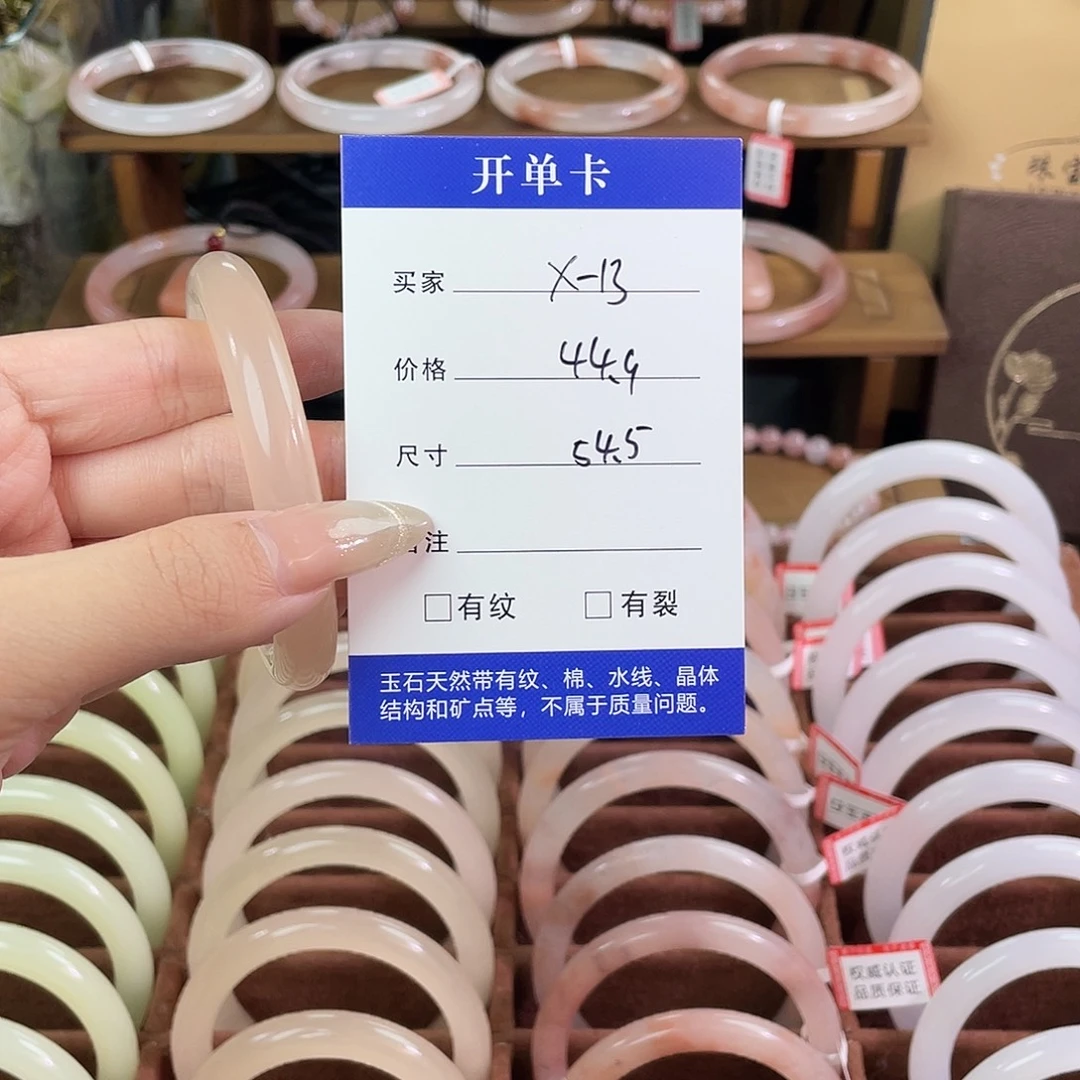 开单卡
买家 X-13
价格 44.9
尺寸 54.5
注
□有纹 □有裂
玉石天然带有纹、棉、水线、晶体
结构和矿点等，不属于质量问题。
权威认证
品质保证